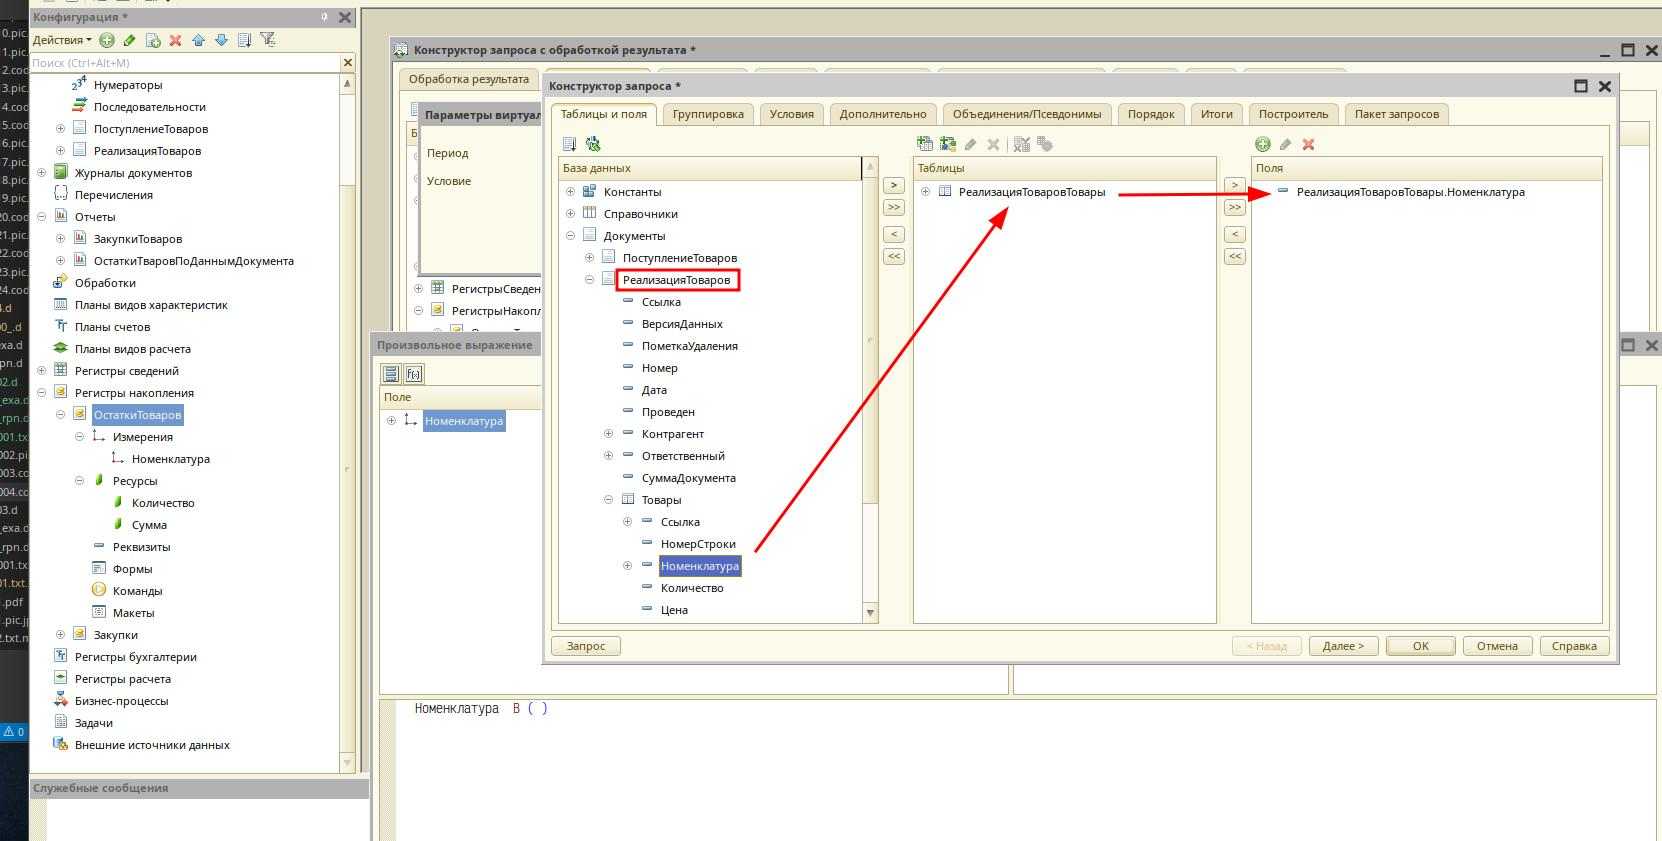 Конфигурация *
Действия
Поиск (Ctrl+Alt+M)
Нумераторы
Последовательности
ПоступлениеТоваров
РеализацияТоваров
Журналы документов
Перечисления
Отчеты
ЗакупкиТоваров
ОстаткиТваровПоДаннымДокумента
Обработки
Планы видов характеристик
Планы счетов
Планы видов расчета
Регистры сведений
Регистры накопления
ОстаткиТоваров
Измерения
Номенклатура
Ресурсы
Количество
Сумма
Реквизиты
Формы
Команды
Макеты
Закупки
Регистры бухгалтерии
Регистры расчета
Бизнес-процессы
Задачи
Внешние источники данных
Служебные сообщения
Конструктор запроса с обработкой результата *
Обработка результата
Параметры виртуал
Период
Условие
РегистрыСведен
РегистрыНакопл
Произвольное выражение
Поле
Номенклатура
Номенклатура В ( )
Конструктор запроса *
Таблицы и поля
Группировка
Условия
Дополнительно
Объединения/Псевдонимы
Порядок
Итоги
Построитель
Пакет запросов
База данных
Константы
Справочники
Документы
ПоступлениеТоваров
РеализацияТоваров
Ссылка
ВерсияДанных
ПометкаУдаления
Номер
Дата
Проведен
Контрагент
Ответственный
СуммаДокумента
Товары
Ссылка
НомерСтроки
Номенклатура
Количество
Цена
>
>>
<
<<
Таблицы
РеализацияТоваровТовары
>
>>
<
<<
Поля
РеализацияТоваровТовары.Номенклатура
Запрос
< Назад
Далее >
OK
Отмена
Справка